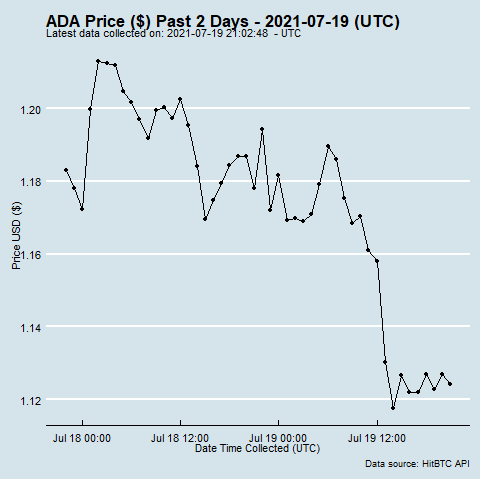 ADA Price ($) Past 2 Days - 2021-07-19 (UTC)
Latest data collected on: 2021-07-19 21:02:48  - UTC
1.20
1.18
1.16
1.14
1.12
Price USD ($)
Jul 18 00:00
Jul 18 12:00
Jul 19 00:00
Jul 19 12:00
Date Time Collected (UTC)
Data source: HitBTC API